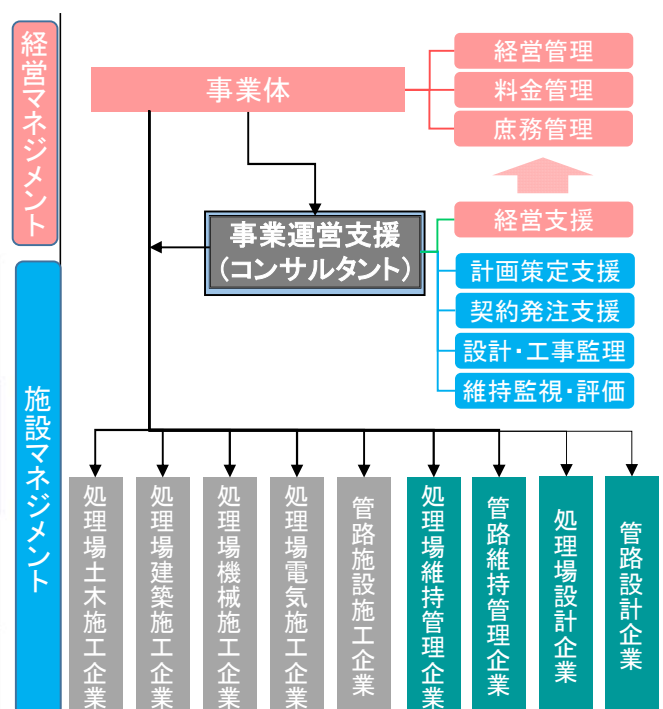 経営マネジメント
事業体
経営管理
料金管理
庶務管理
事業運営支援
（コンサルタント）
経営支援
計画策定支援
契約発注支援
設計・工事監理
維持監視・評価
施設マネジメント
処理場土木施工企業
処理場建築施工企業
処理場機械施工企業
処理場電気施工企業
管路施設施工企業
処理場維持管理企業
管路維持管理企業
処理場設計企業
管路設計企業